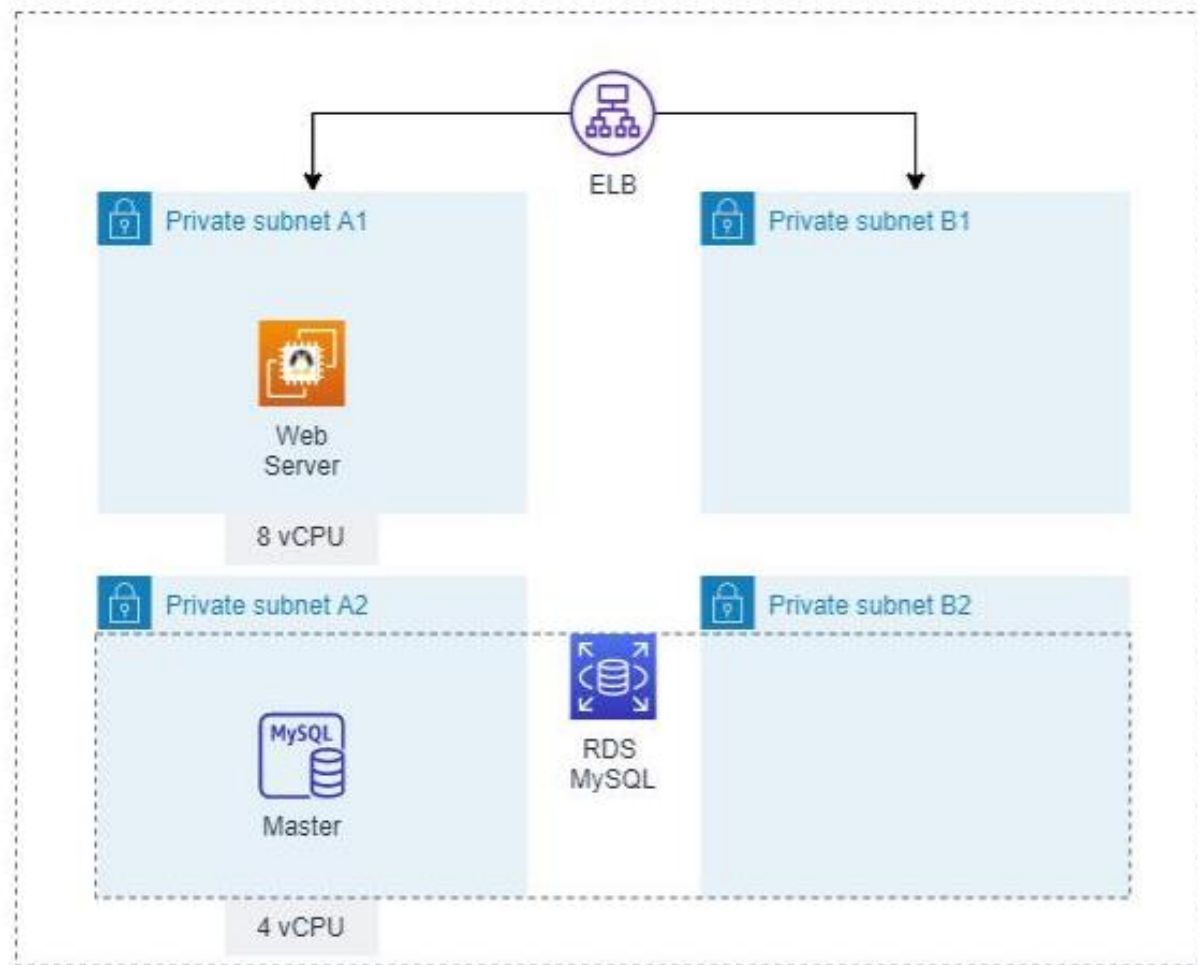 ELB
Private subnet A1
Private subnet B1
Web
Server
8 vCPU
Private subnet A2
Private subnet B2
MySQL
RDS
MySQL
Master
4 vCPU